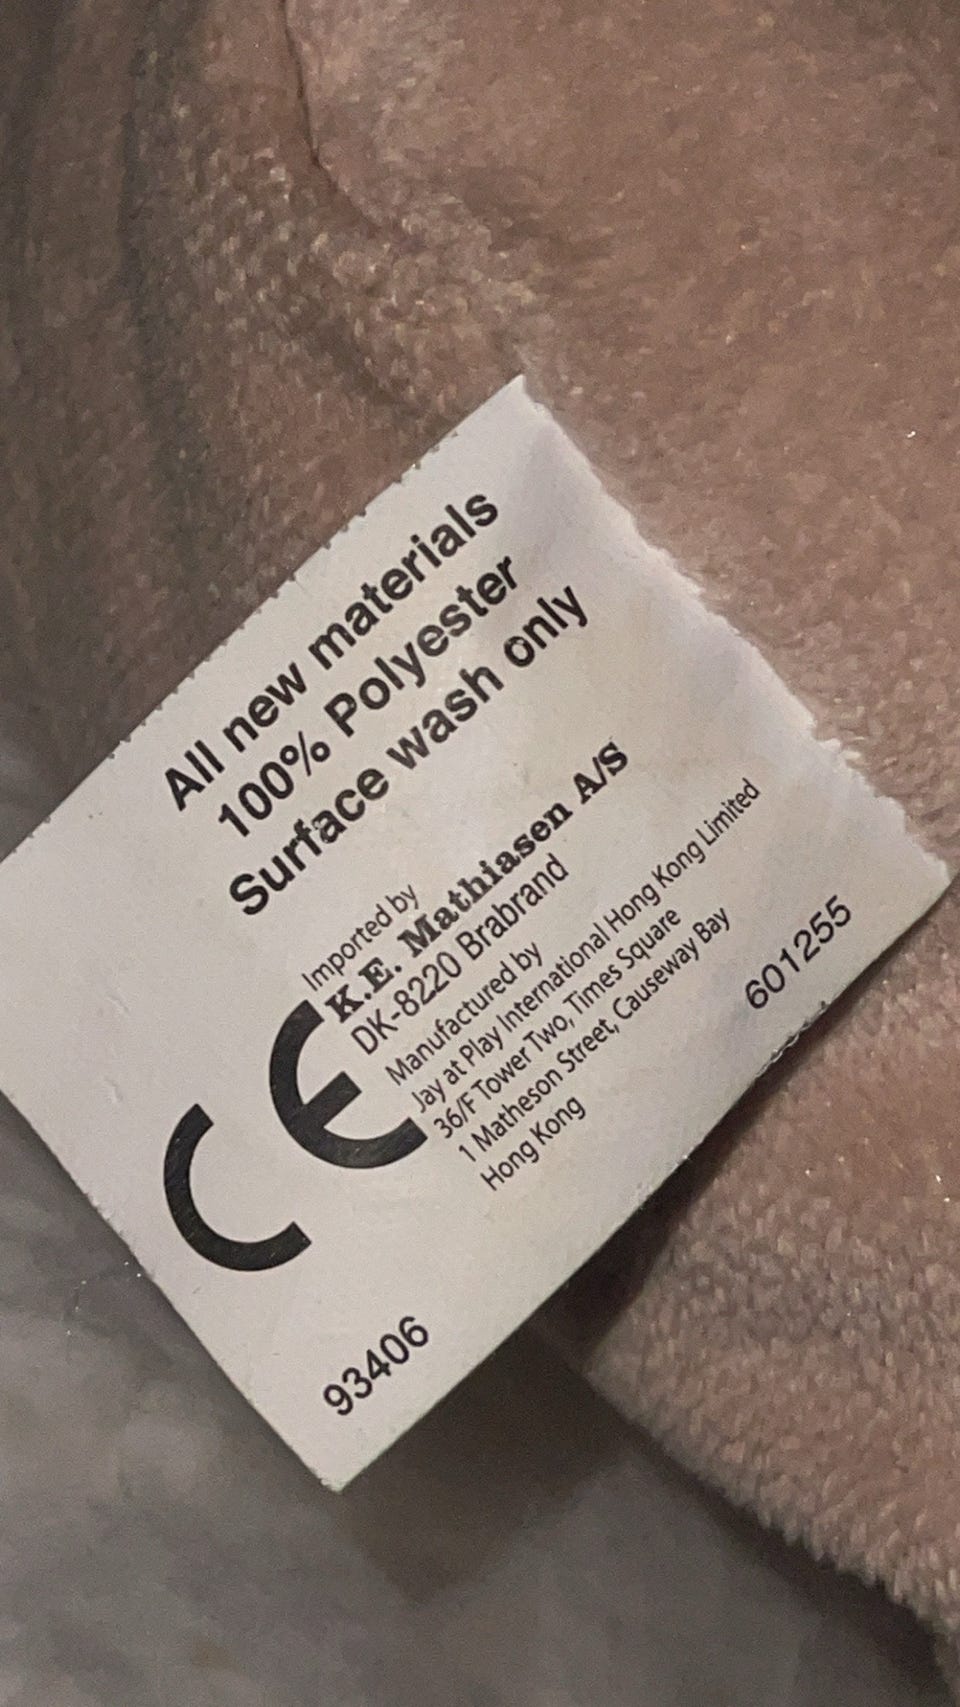 All new materials
100% Polyester
Surface wash only
Imported by
K.E. Mathiasen A/S
DK-8220 Brabrand
Manufactured by
Jay at Play International Hong Kong Limited
36/F Tower Two, Times Square
1 Matheson Street, Causeway Bay
Hong Kong
CE
93406
601255